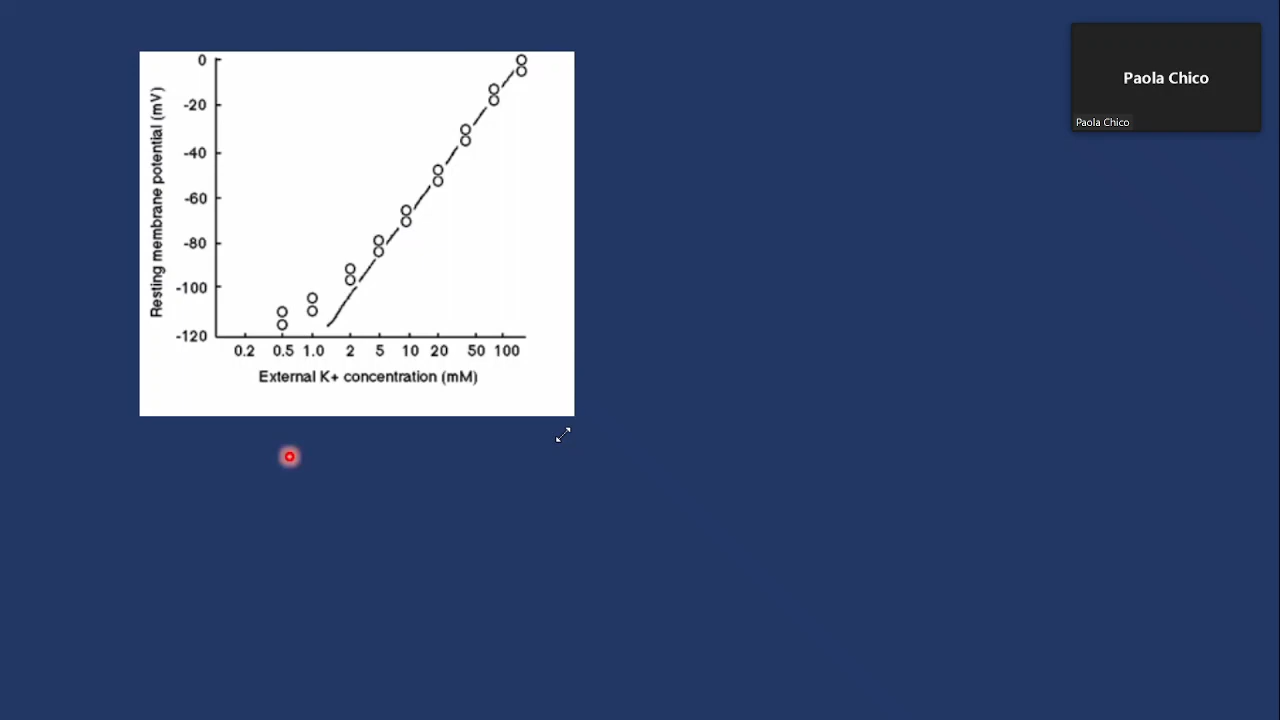 Resting membrane potential (mV)
0
-20
-40
-60
-80
-100
-120
0.2 0.5 1.0 2 5 10 20 50 100
External K+ concentration (mM)
Paola Chico
Paola Chico